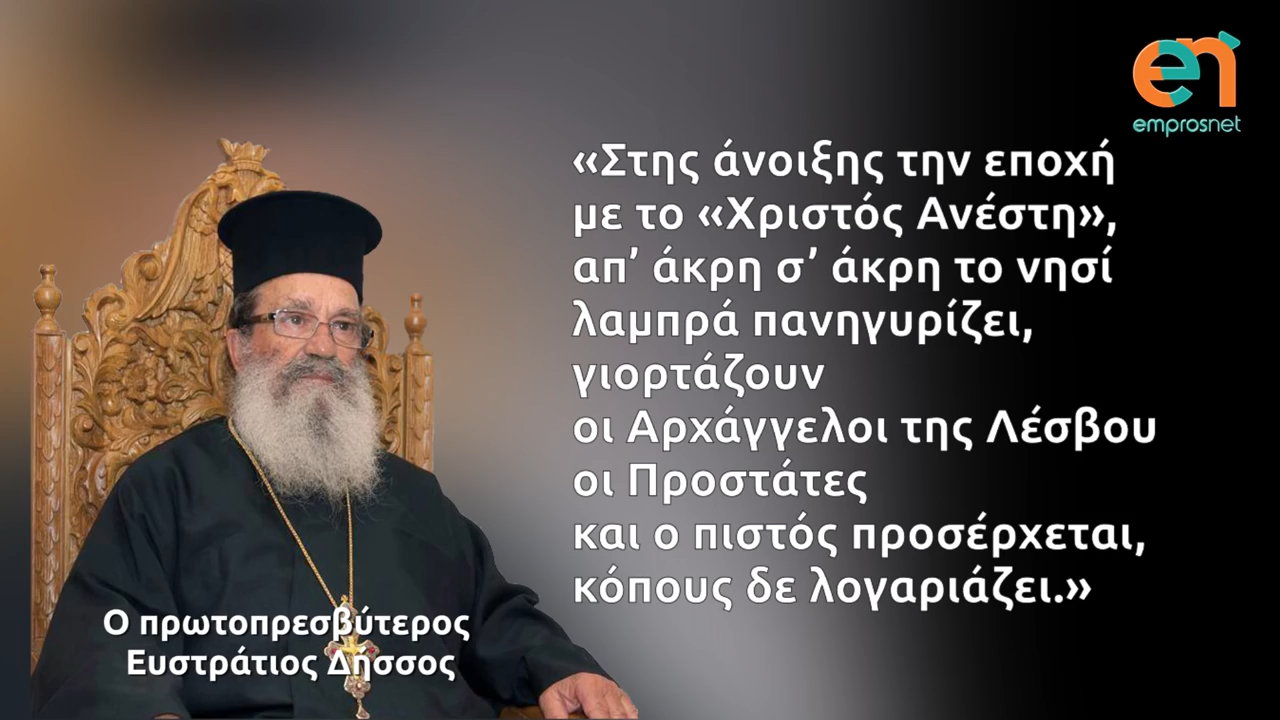 en
emprosnet
«Στης άνοιξης την εποχή
με το «Χριστός Ανέστη»,
απ’ άκρη σ’ άκρη το νησί
λαμπρά πανηγυρίζει,
γιορτάζουν
οι Αρχάγγελοι της Λέσβου
οι Προστάτες
και ο πιστός προσέρχεται,
κόπους δε λογαριάζει.»
Ο πρωτοπρεσβύτερος
Ευστράτιος Δήσσος